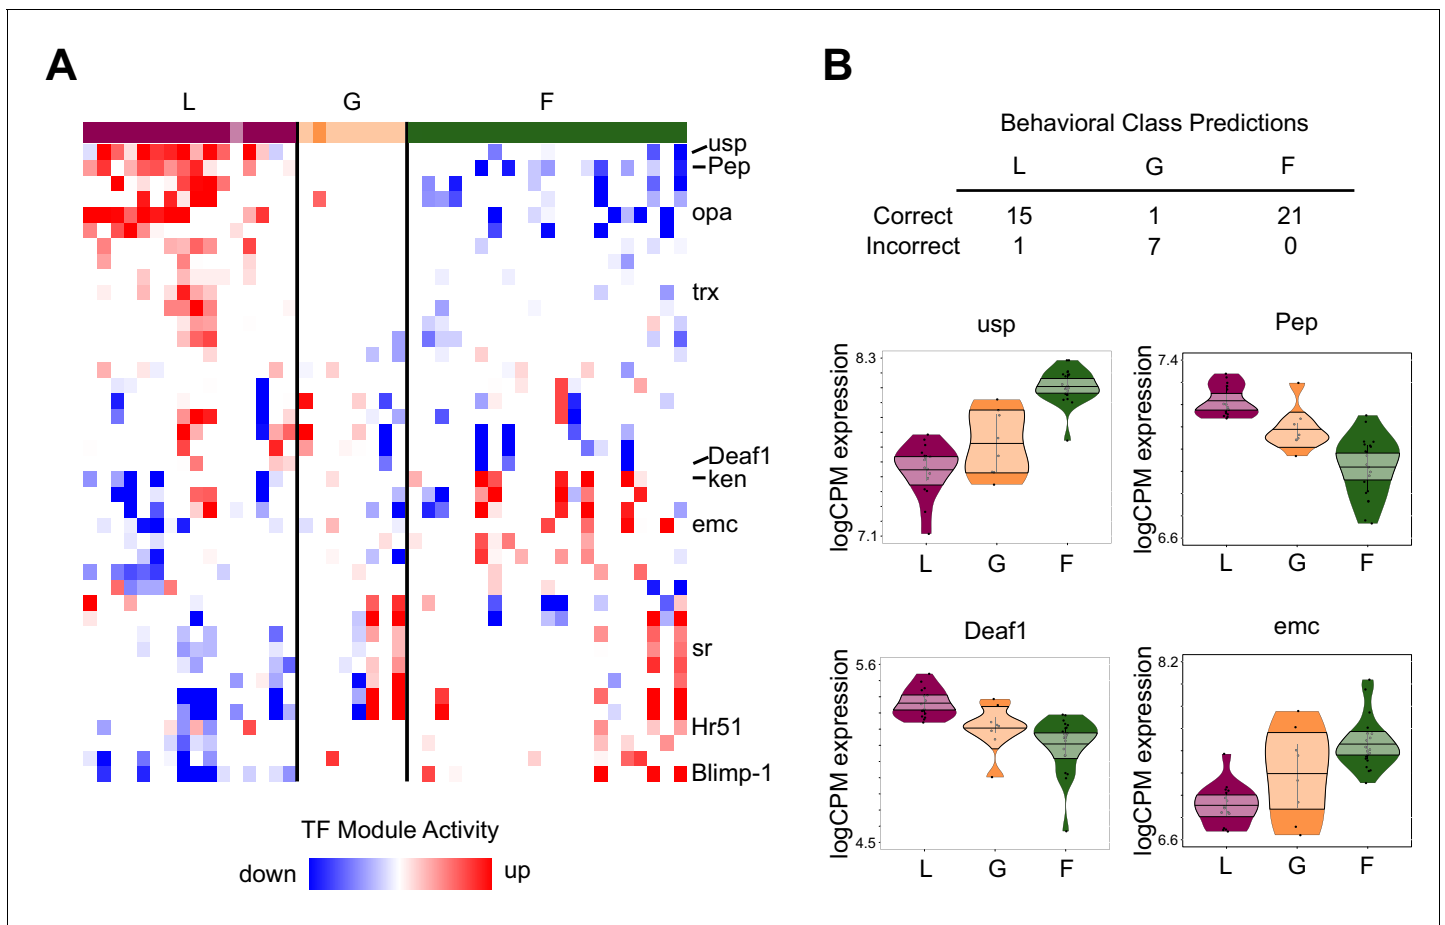 A
L G F
usp
Pep
opa
trx
Deaf1
ken
emc
sr
Hr51
Blimp-1
TF Module Activity
down up
B
Behavioral Class Predictions
L G F
Correct 15 1 21
Incorrect 1 7 0
usp
logCPM expression
8.3
7.1
L G F
Pep
logCPM expression
7.4
6.6
L G F
Deaf1
logCPM expression
5.6
4.5
L G F
emc
logCPM expression
8.2
6.6
L G F